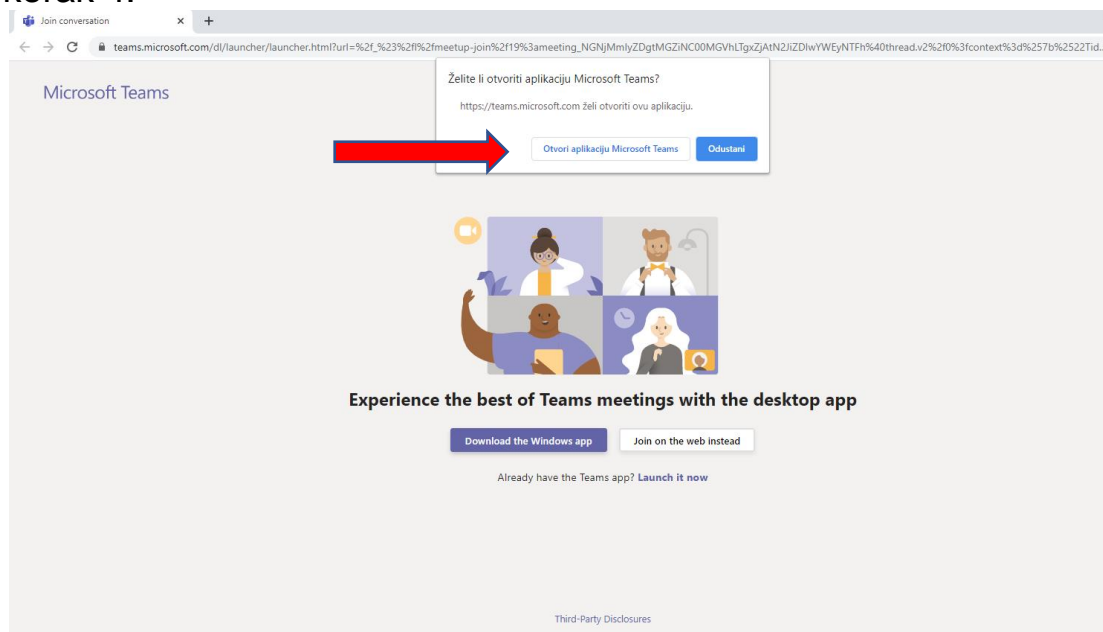 Join conversation
teams.microsoft.com/dl/launcher/launcher.html?url=%2f_%23%2fl%2fmeetup-join%2f19%3ameeting_NGNjMmIyZDgtMGZiNC00MGVhLTgxZjAtN2JiZDIwYWEyNTFh%40thread.v2%2f0%3fcontext%3d%257b%2522Tid...
Želite li otvoriti aplikaciju Microsoft Teams?
Microsoft Teams
https://teams.microsoft.com želi otvoriti ovu aplikaciju.
Otvori aplikaciju Microsoft Teams
Odustani
Experience the best of Teams meetings with the desktop app
Download the Windows app
Join on the web instead
Already have the Teams app? Launch it now
Third-Party Disclosures